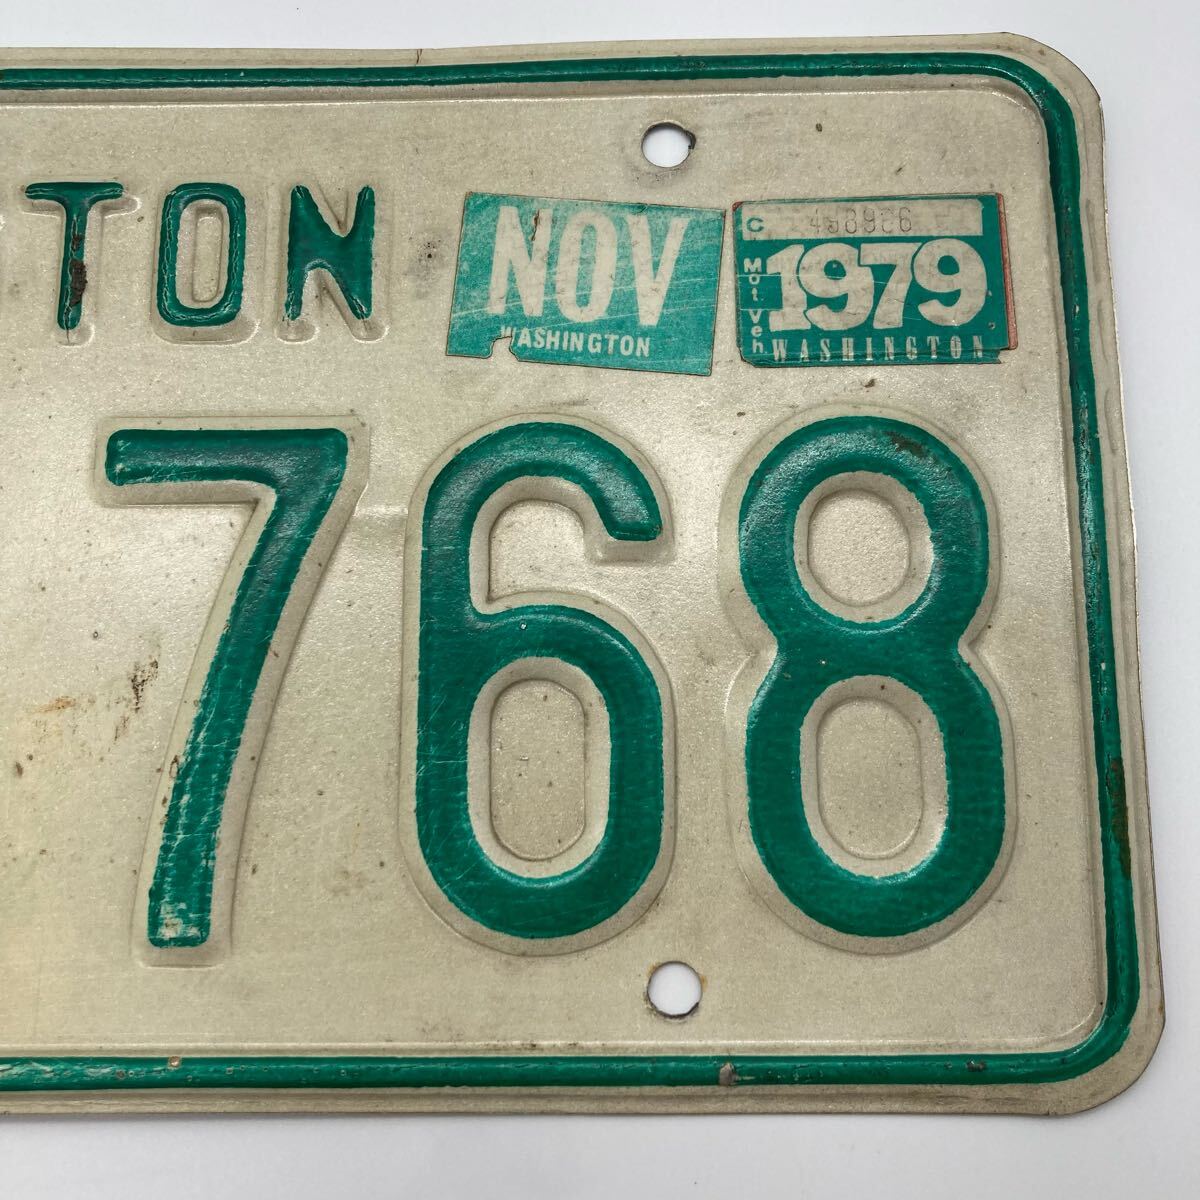 TON
NOV
WASHINGTON
C
1979
Mot. Veh
WASHINGTON
768